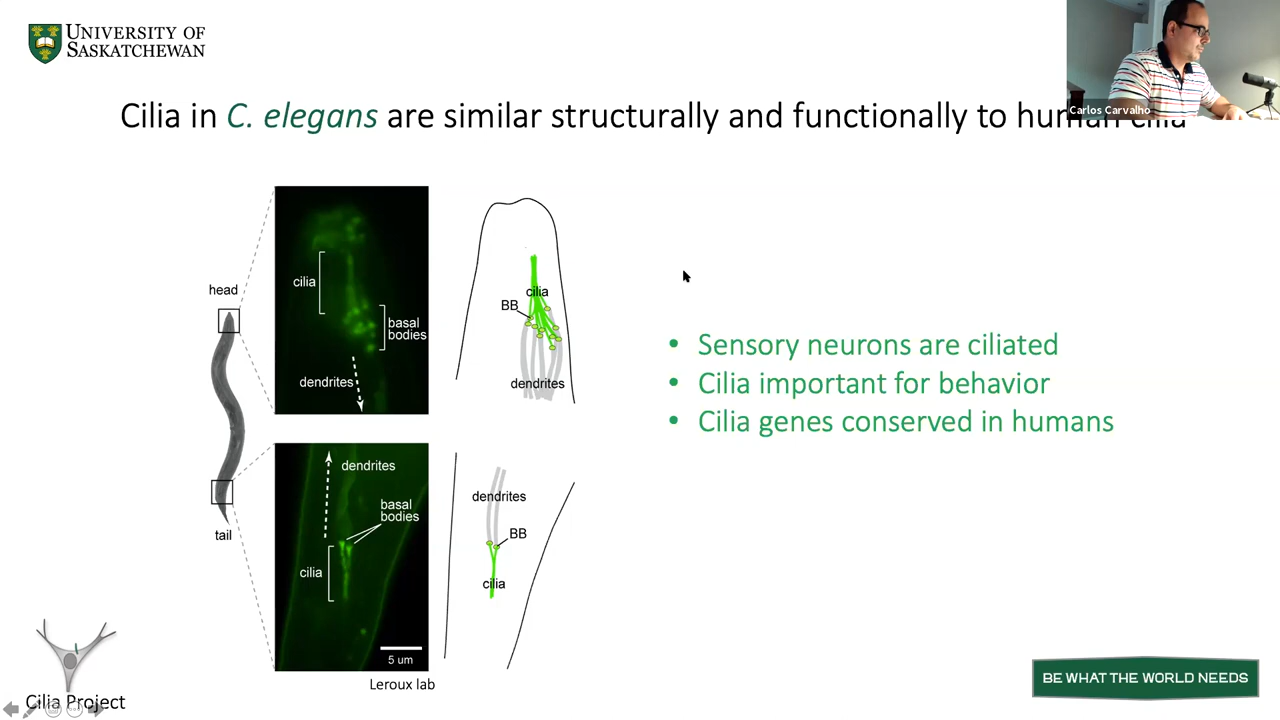 UNIVERSITY OF
SASKATCHEWAN
Carlos Carvalho
Cilia in C. elegans are similar structurally and functionally to human cilia
head
tail
cilia
basal
bodies
dendrites
cilia
BB
dendrites
dendrites
basal
bodies
cilia
5 um
dendrites
BB
cilia
Leroux lab
• Sensory neurons are ciliated
• Cilia important for behavior
• Cilia genes conserved in humans
Cilia Project
BE WHAT THE WORLD NEEDS